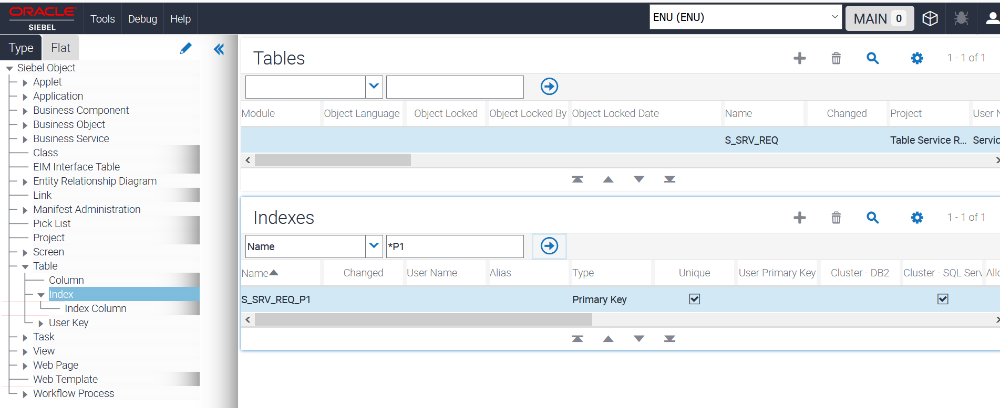 ORACLE
SIEBEL
Tools Debug Help
ENU (ENU)
MAIN 0
Type Flat
Siebel Object
Applet
Application
Business Component
Business Object
Business Service
Class
EIM Interface Table
Entity Relationship Diagram
Link
Manifest Administration
Pick List
Project
Screen
Table
Column
Index
Index Column
User Key
Task
View
Web Page
Web Template
Workflow Process
Tables
1 - 1 of 1
Module Object Language Object Locked Object Locked By Object Locked Date Name Changed Project User N
S_SRV_REQ Table Service R... Servic
Indexes
1 - 1 of 1
Name *P1
Name Changed User Name Alias Type Unique User Primary Key Cluster - DB2 Cluster - SQL Serv Allo
S_SRV_REQ_P1 Primary Key